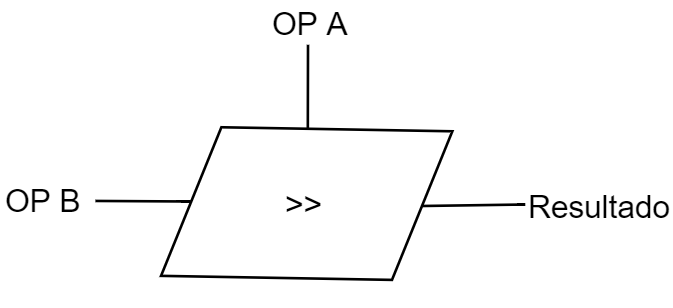 OP A
OP B
>>
Resultado